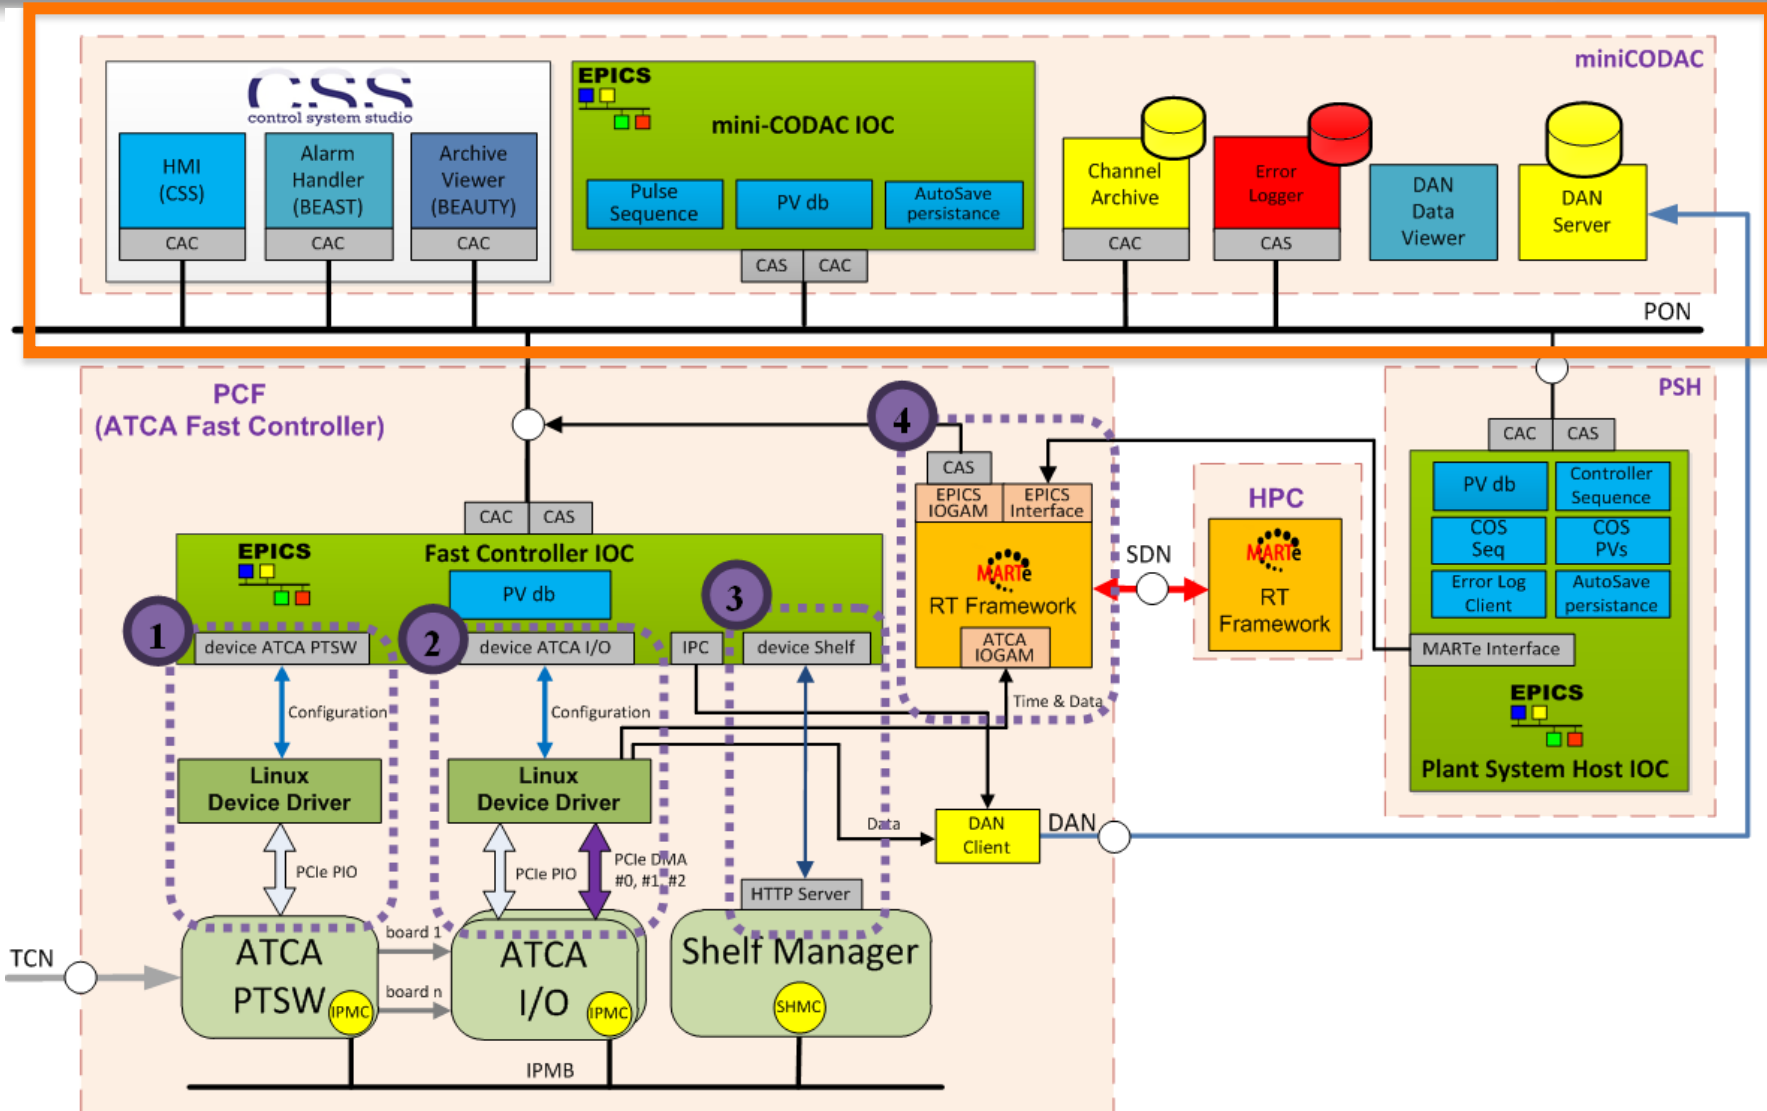 miniCODAC
CSS
control system studio
HMI
(CSS)
CAC
Alarm
Handler
(BEAST)
CAC
Archive
Viewer
(BEAUTY)
CAC
EPICS
mini-CODAC IOC
Pulse
Sequence
PV db
AutoSave
persistance
CAS
CAC
Channel
Archive
CAC
Error
Logger
CAS
DAN
Data
Viewer
DAN
Server
PON
PCF
(ATCA Fast Controller)
CAC
CAS
EPICS
Fast Controller IOC
PV db
1
device ATCA PTSW
2
device ATCA I/O
IPC
3
device Shelf
4
CAS
EPICS
IOGAM
EPICS
Interface
MARTe
RT Framework
ATCA
IOGAM
SDN
HPC
MARTe
RT
Framework
PSH
CAC
CAS
PV db
Controller
Sequence
COS
Seq
COS
PVs
Error Log
Client
AutoSave
persistance
MARTe Interface
EPICS
Plant System Host IOC
Configuration
Configuration
Time & Data
Linux
Device Driver
Linux
Device Driver
Data
DAN
Client
DAN
PCIe PIO
PCIe PIO
PCIe DMA
#0, #1, #2
HTTP Server
TCN
ATCA
PTSW
IPMC
board 1
board n
ATCA
I/O
IPMC
Shelf Manager
SHMC
IPMB